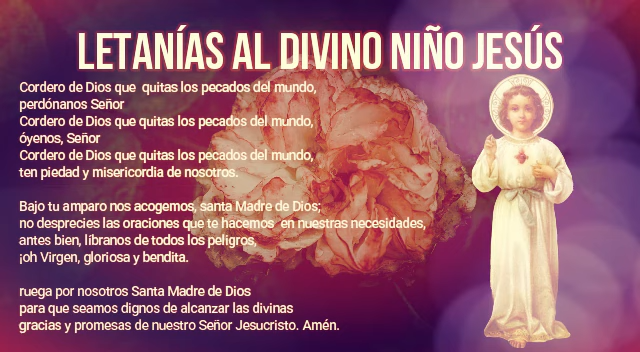 LETANÍAS AL DIVINO NIÑO JESÚS
Cordero de Dios que  quitas los pecados del mundo,
perdónanos Señor
Cordero de Dios que quitas los pecados del mundo,
óyenos, Señor
Cordero de Dios que quitas los pecados del mundo,
ten piedad y misericordia de nosotros.
Bajo tu amparo nos acogemos, santa Madre de Dios;
no desprecies las oraciones que te hacemos  en nuestras necesidades,
antes bien, líbranos de todos los peligros,
¡oh Virgen, gloriosa y bendita.
ruega por nosotros Santa Madre de Dios
para que seamos dignos de alcanzar las divinas
gracias y promesas de nuestro Señor Jesucristo. Amén.